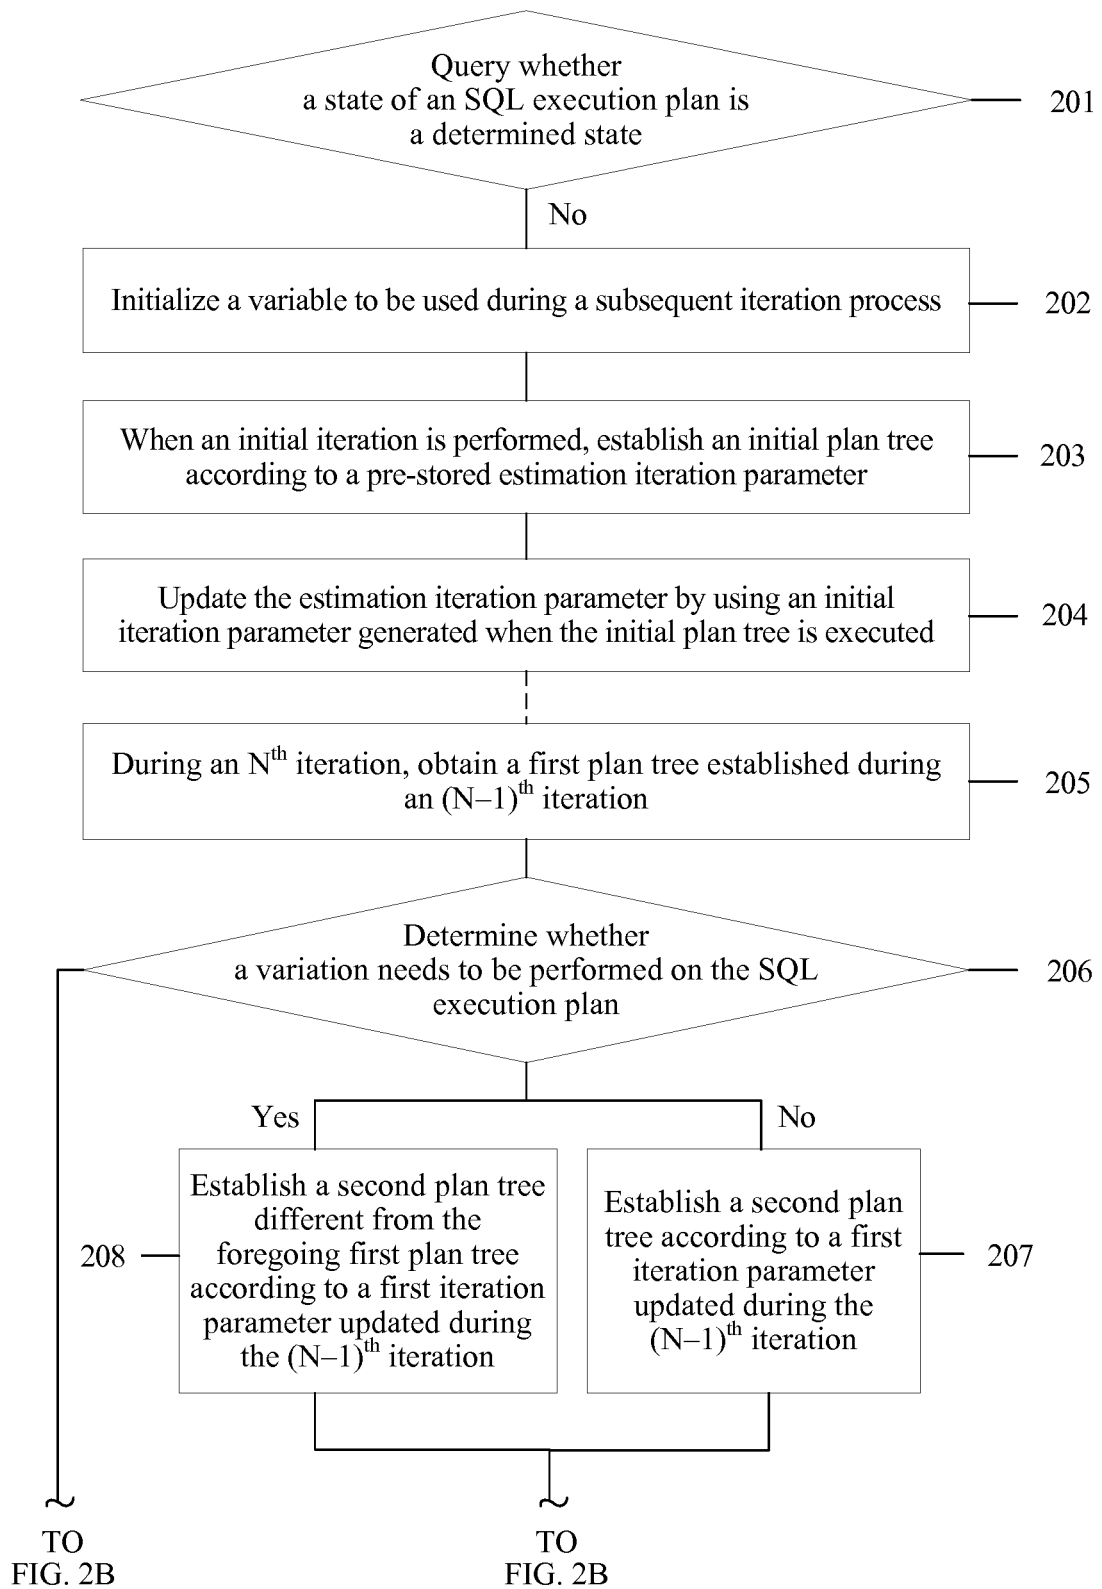 Query whether
a state of an SQL execution plan is
a determined state
201
No
Initialize a variable to be used during a subsequent iteration process
202
When an initial iteration is performed, establish an initial plan tree
according to a pre-stored estimation iteration parameter
203
Update the estimation iteration parameter by using an initial
iteration parameter generated when the initial plan tree is executed
204
During an Nth iteration, obtain a first plan tree established during
an (N–1)th iteration
205
Determine whether
a variation needs to be performed on the SQL
execution plan
206
Yes
No
Establish a second plan tree
different from the
foregoing first plan tree
according to a first iteration
parameter updated during
the (N–1)th iteration
208
Establish a second plan
tree according to a first
iteration parameter
updated during the
(N–1)th iteration
207
TO
FIG. 2B
TO
FIG. 2B